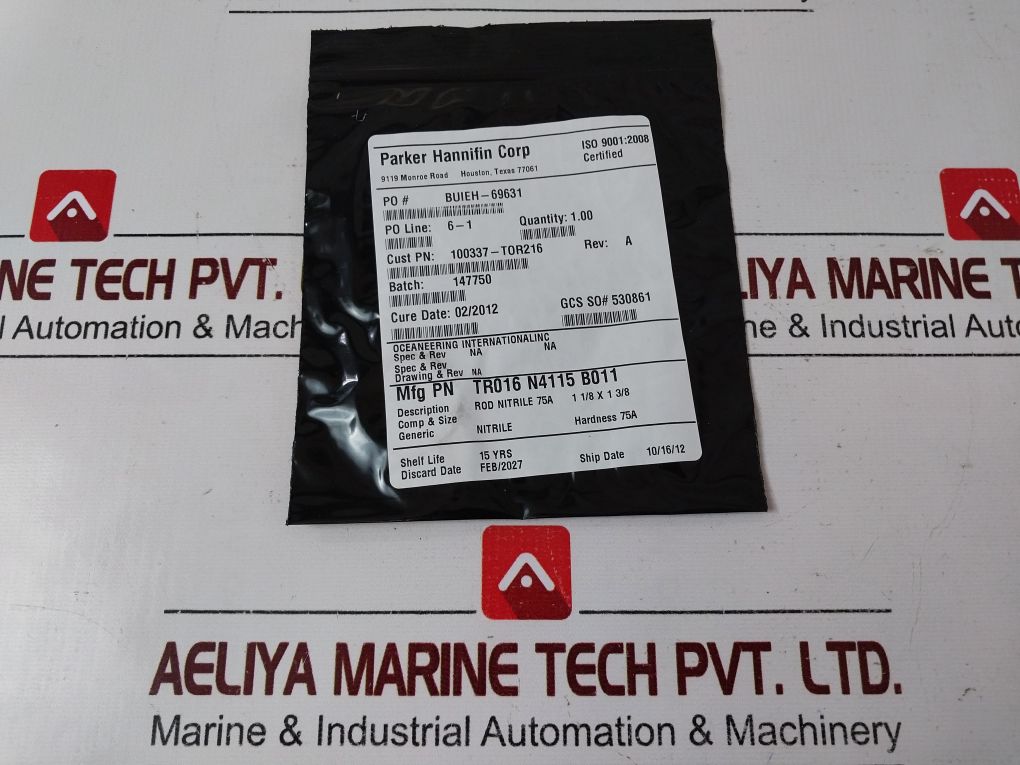 Parker Hannifin Corp ISO 9001:2008
9119 Monroe Road Houston, Texas 77061 Certified
PO # BUIEH-69631
PO Line: 6-1 Quantity: 1.00
Cust PN: 100337-TOR216 Rev: A
Batch: 147750
Cure Date: 02/2012 GCS SO# 530861
OCEANEERING INTERNATIONALINC
Spec & Rev NA NA
Spec & Rev
Drawing & Rev NA
Mfg PN TR016 N4115 B011
Description ROD NITRILE 75A 1 1/8 X 1 3/8
Comp & Size
Generic NITRILE Hardness 75A
Shelf Life 15 YRS Ship Date 10/16/12
Discard Date FEB/2027
NE TECH PVT.
l Automation & Mach
LIYA MARINE T
ne & Industrial Auto
AELIYA MARINE TECH PVT. LTD.
Marine & Industrial Automation & Machinery